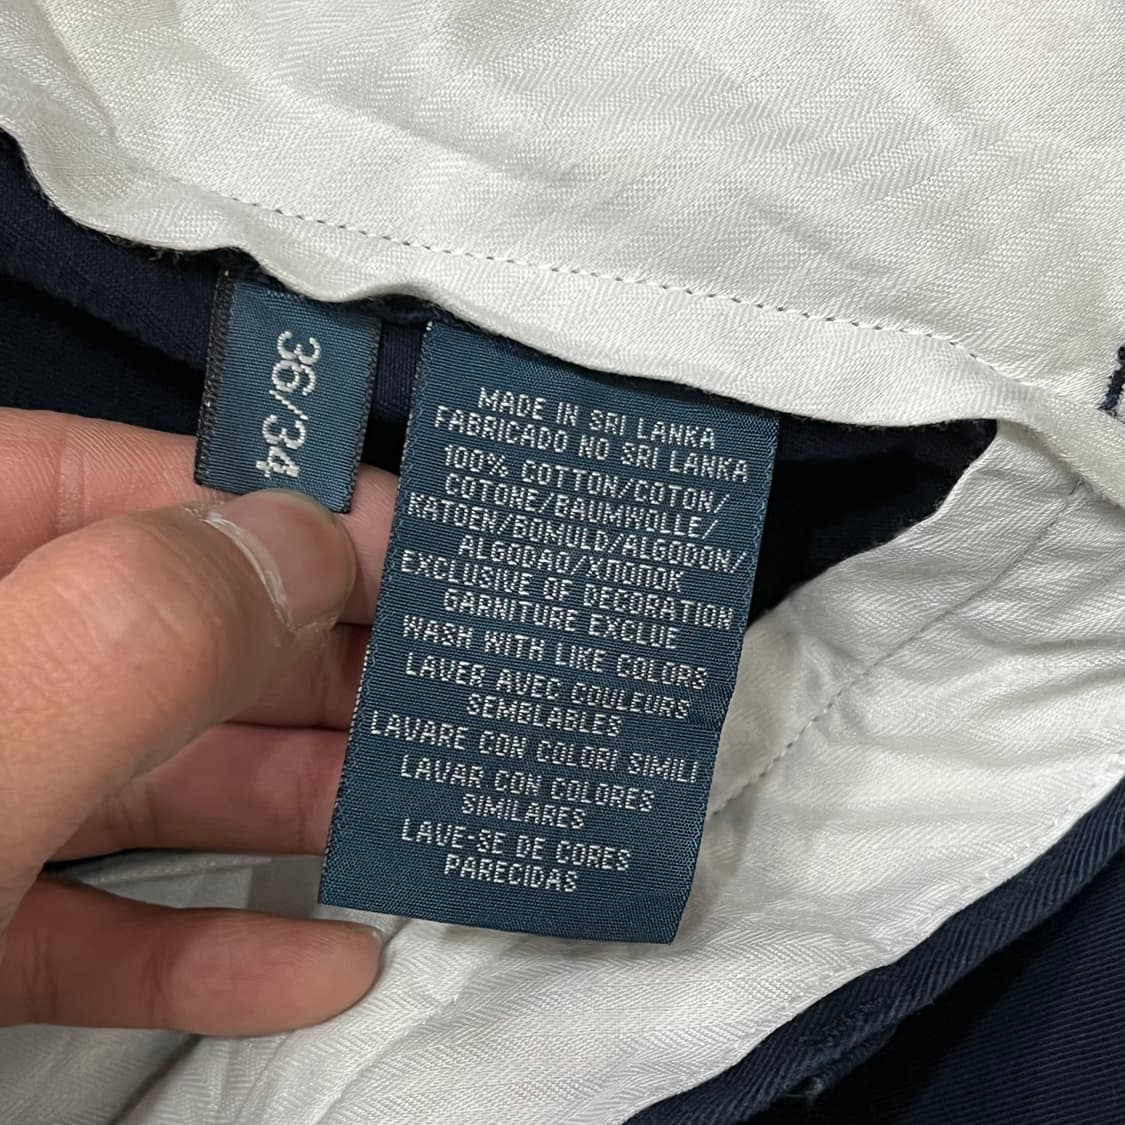 36/34
MADE IN SRI LANKA
FABRICADO NO SRI LANKA
100% COTTON/COTON/
COTONE/BAUMWOLLE/
KATOEN/BOMULD/ALGODON/
ALGODAO/ХЛОПОК
EXCLUSIVE OF DECORATION
GARNITURE EXCLUE
WASH WITH LIKE COLORS
LAVER AVEC COULEURS
SEMBLABLES
LAVARE CON COLORI SIMILI
LAVAR CON COLORES
SIMILARES
LAVE-SE DE CORES
PARECIDAS